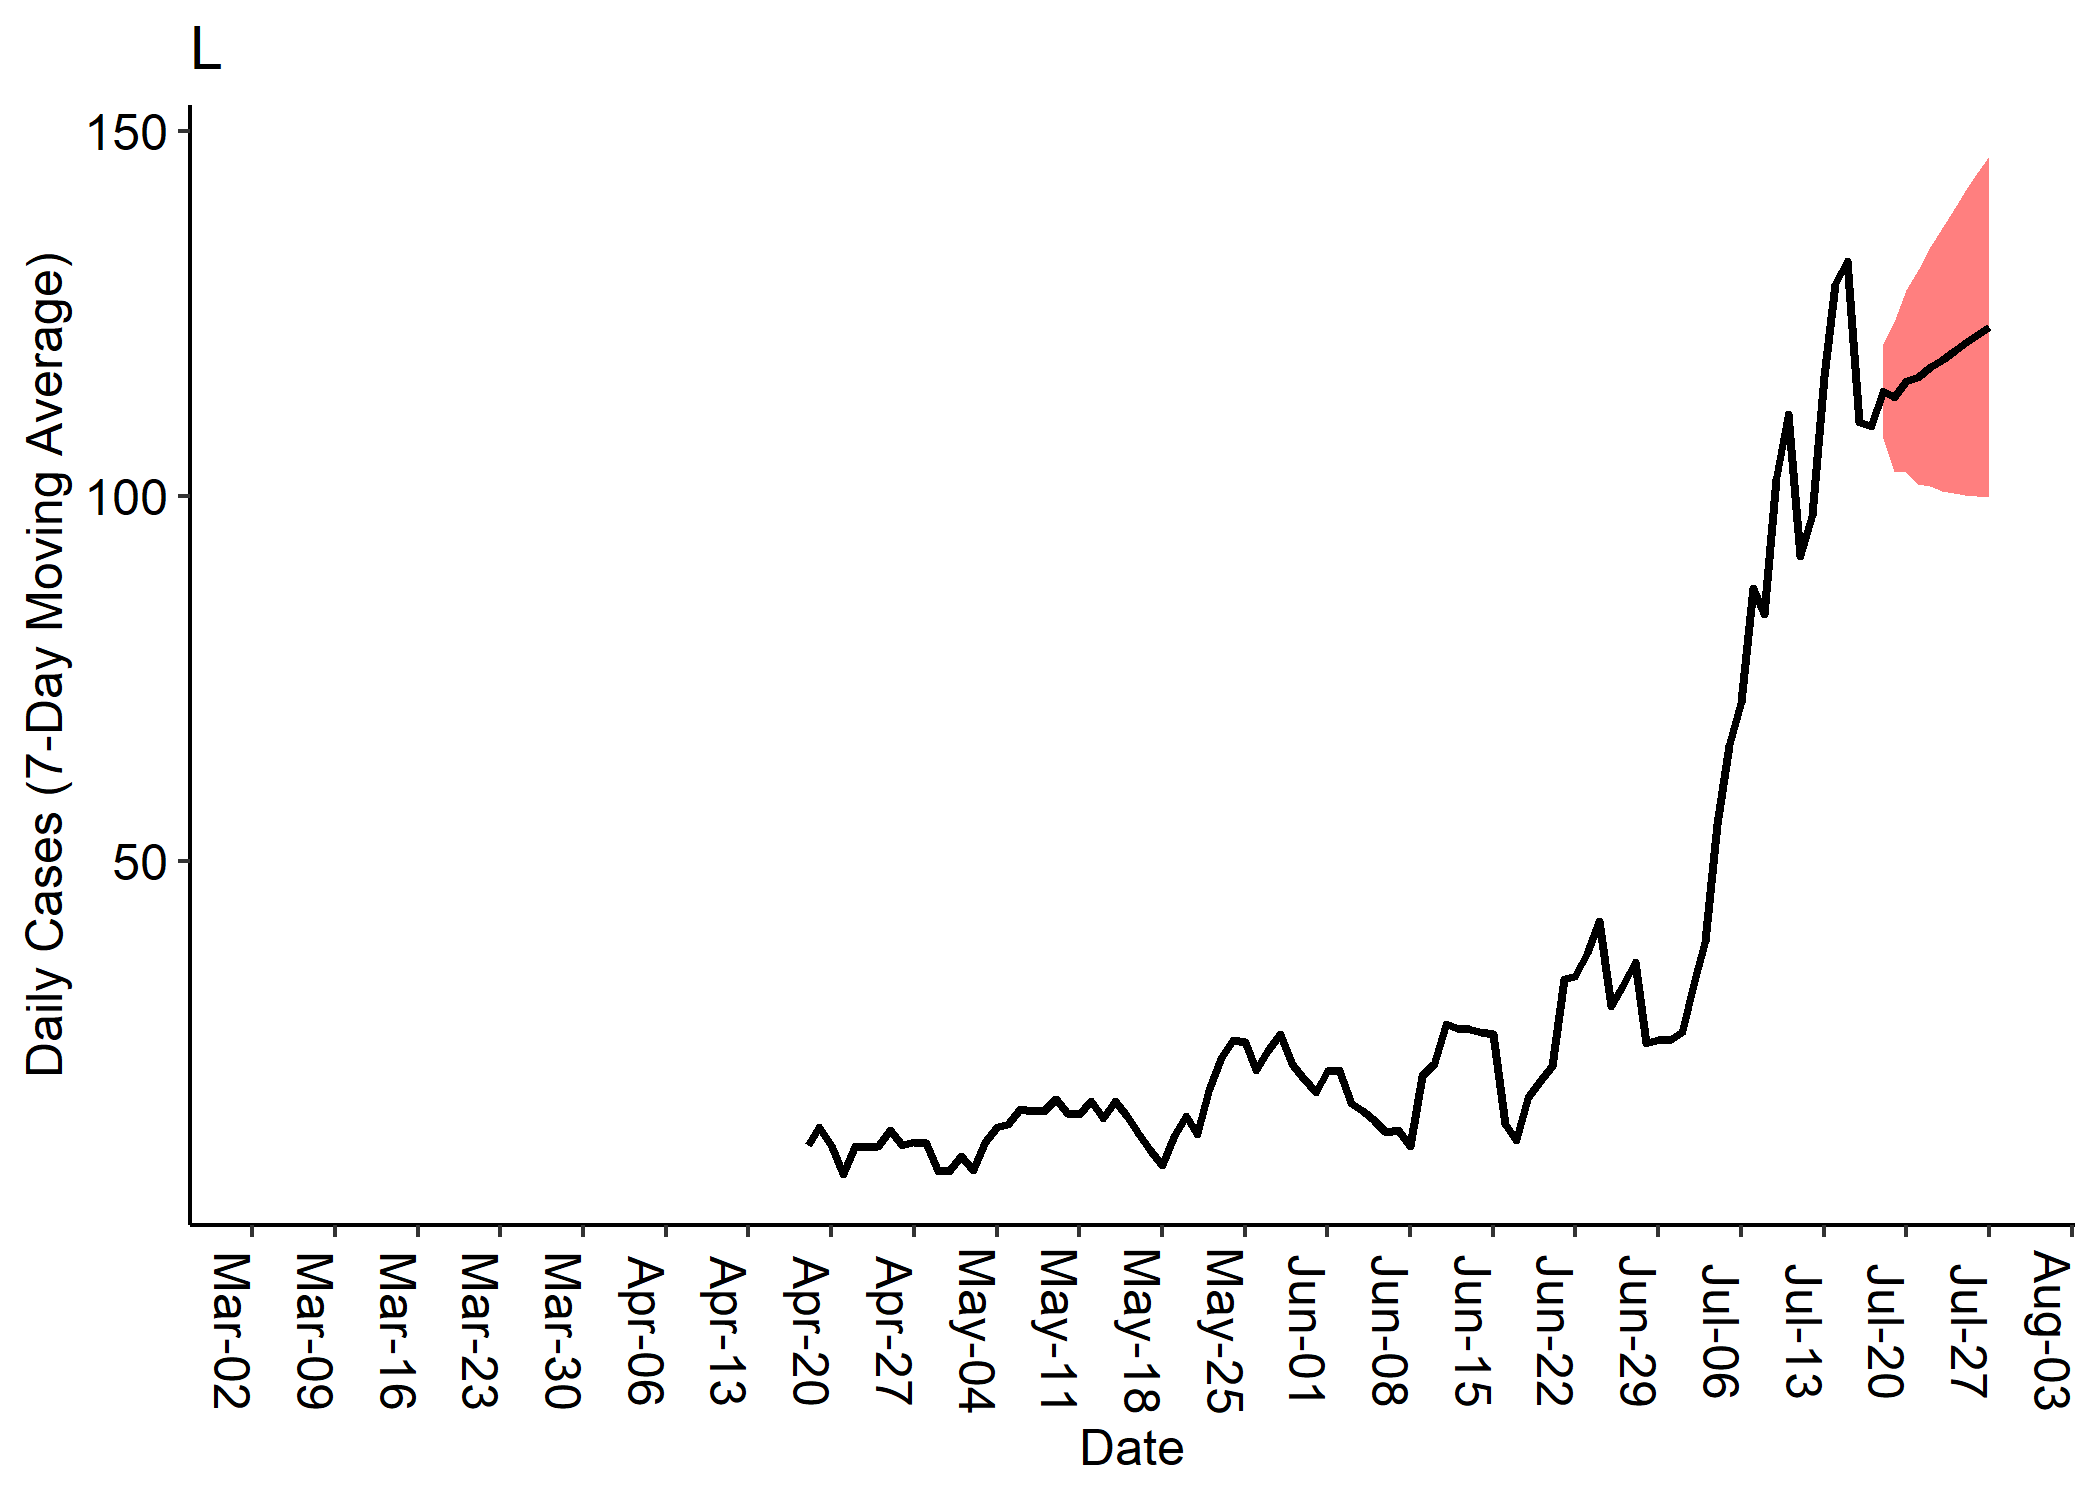 L
150
100
50
Daily Cases (7-Day Moving Average)
Mar-02
Mar-09
Mar-16
Mar-23
Mar-30
Apr-06
Apr-13
Apr-20
Apr-27
May-04
May-11
May-18
May-25
Jun-01
Jun-08
Jun-15
Jun-22
Jun-29
Jul-06
Jul-13
Jul-20
Jul-27
Aug-03
Date